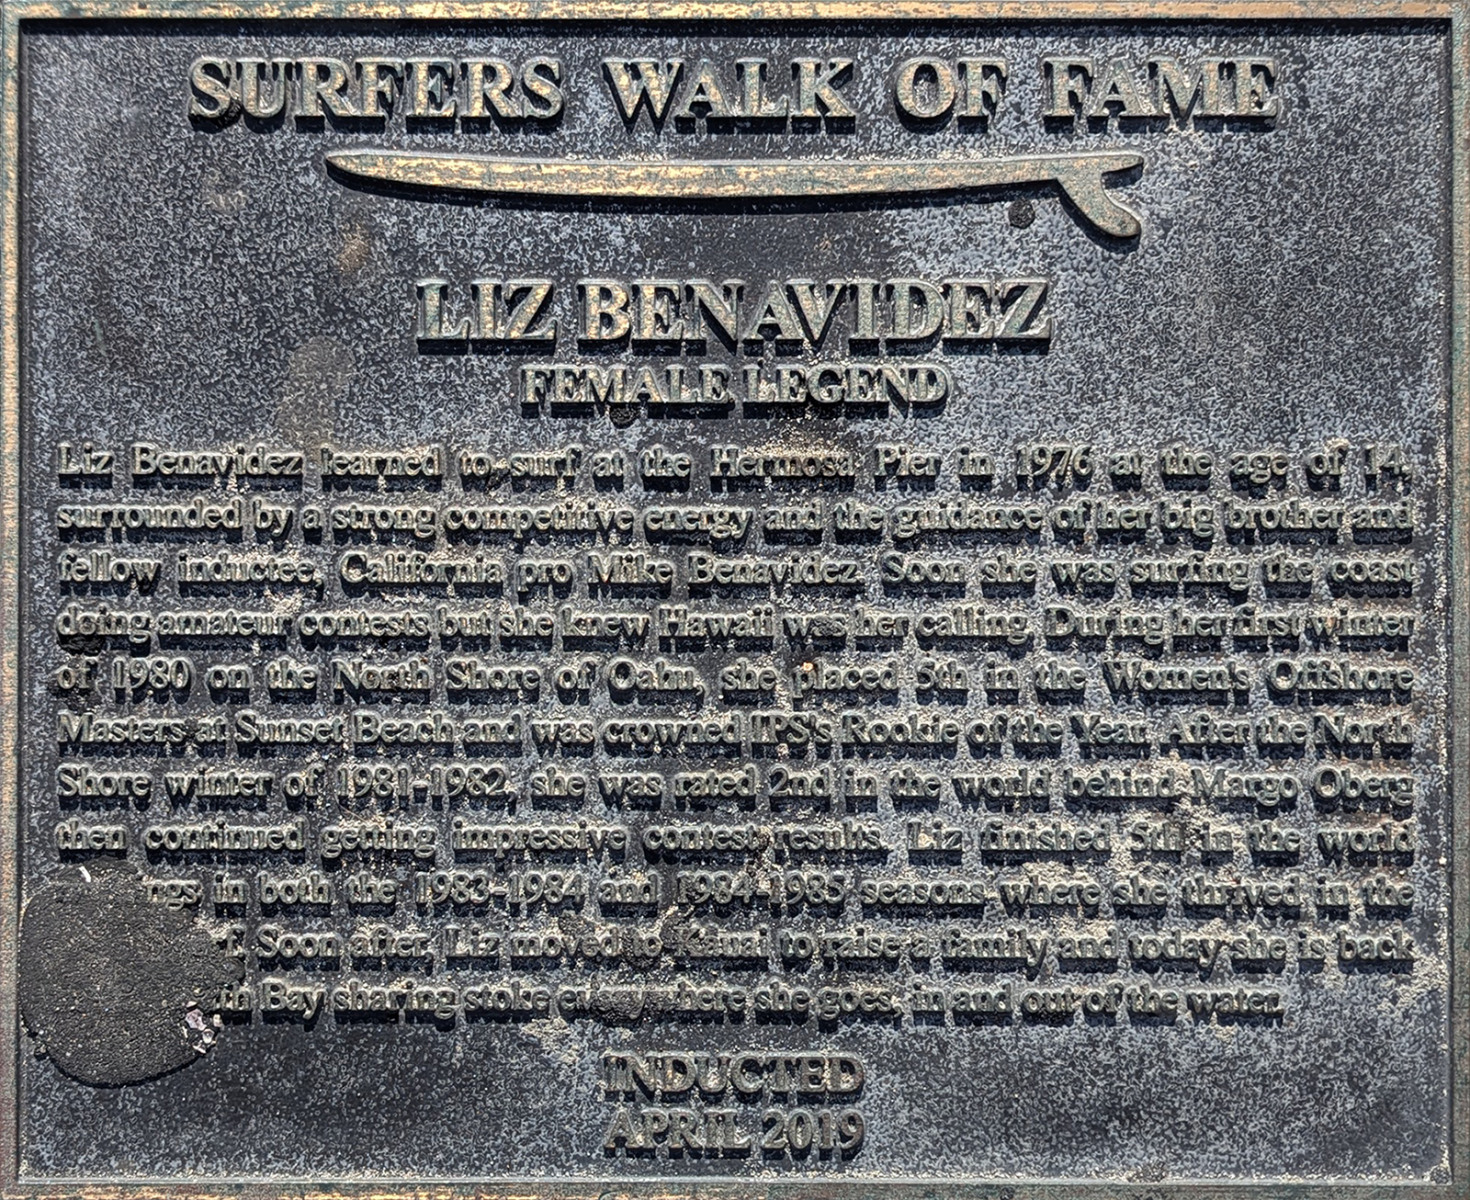 SURFERS WALK OF FAME
LIZ BENAVIDEZ
FEMALE LEGEND
Liz Benavidez learned to surf at the Hermosa Pier in 1976 at the age of 14,
surrounded by a strong competitive energy and the guidance of her big brother and
fellow inductee, California pro Mike Benavidez. Soon she was surfing the coast
doing amateur contests but she knew Hawaii was her calling. During her first winter
of 1980 on the North Shore of Oahu, she placed 5th in the Women's Offshore
Masters at Sunset Beach and was crowned IPS's Rookie of the Year. After the North
Shore winter of 1981-1982, she was rated 2nd in the world behind Margo Oberg
then continued getting impressive contest results. Liz finished 5th in the world
in both the 1983-1984 and 1984-1985 seasons where she thrived in the
Soon after, Liz moved to Kauai to raise a family and today she is back
Bay sharing stoke everywhere she goes, in and out of the water.
INDUCTED
APRIL 2019